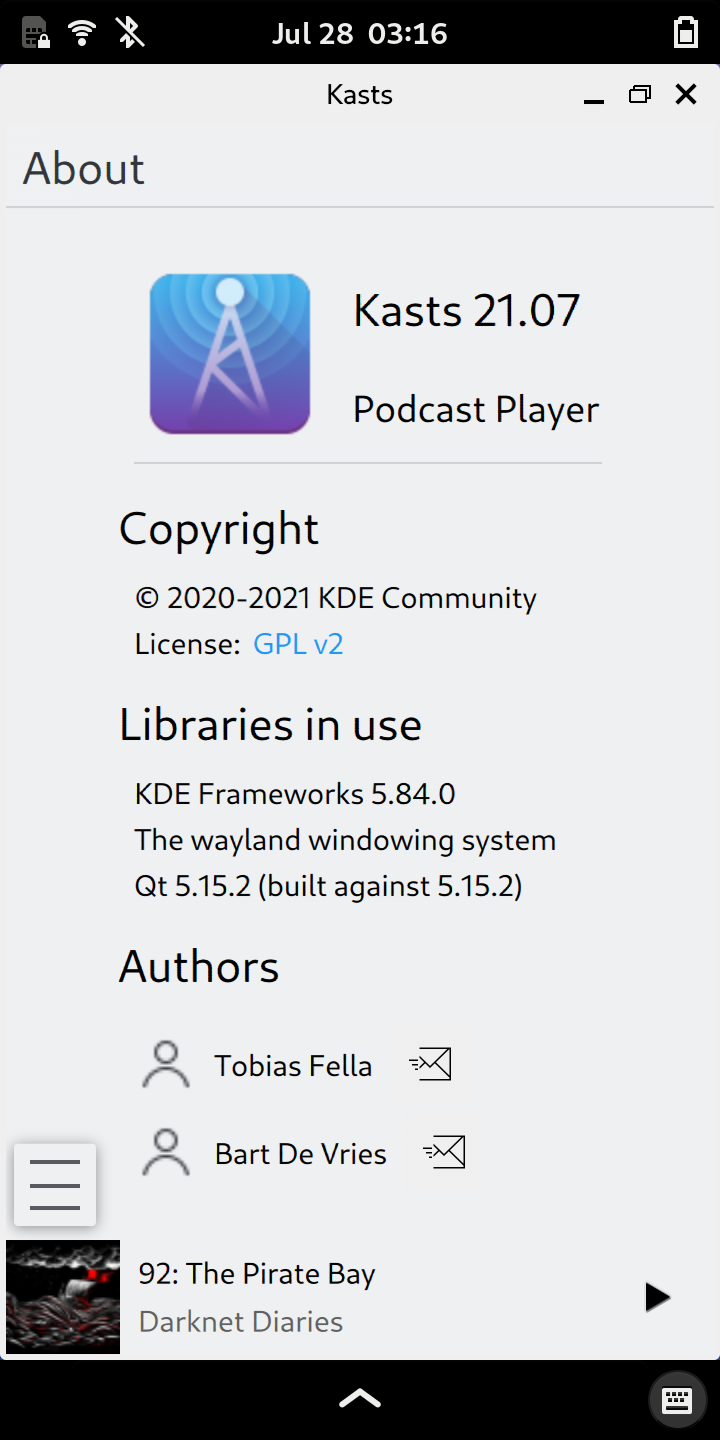 Jul 28 03:16
Kasts
About
Kasts 21.07
Podcast Player
Copyright
© 2020-2021 KDE Community
License: GPL v2
Libraries in use
KDE Frameworks 5.84.0
The wayland windowing system
Qt 5.15.2 (built against 5.15.2)
Authors
Tobias Fella
Bart De Vries
92: The Pirate Bay
Darknet Diaries